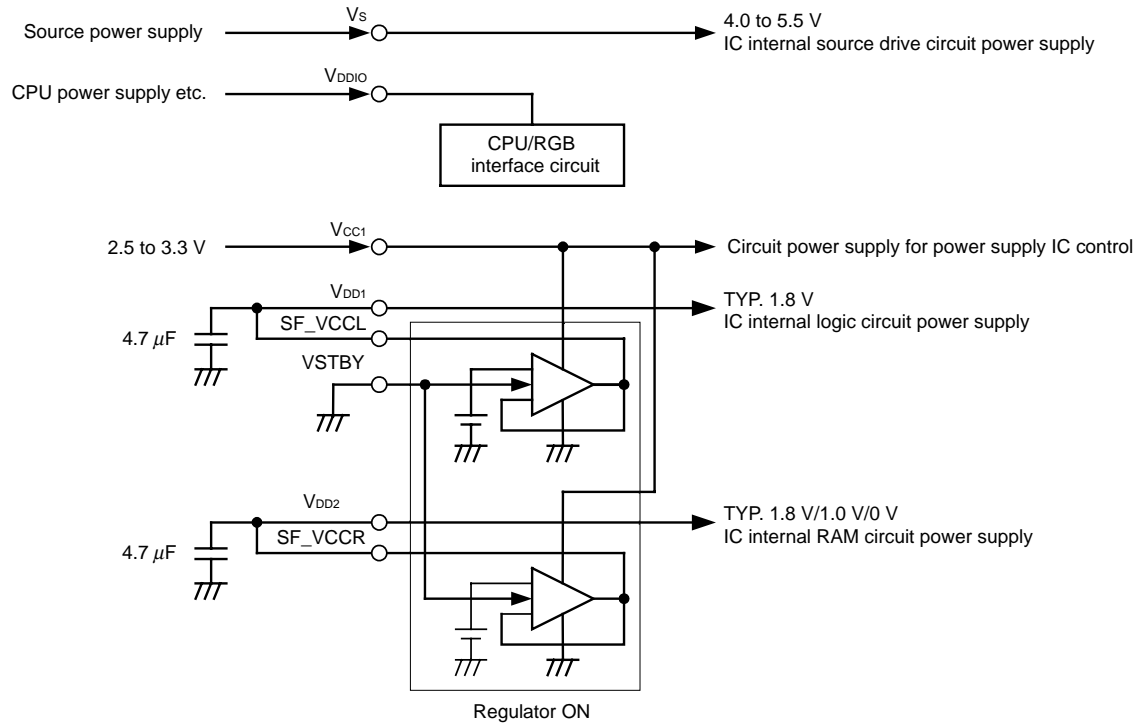 Source power supply
VS
4.0 to 5.5 V
IC internal source drive circuit power supply
CPU power supply etc.
VDDIO
CPU/RGB
interface circuit
2.5 to 3.3 V
VCC1
Circuit power supply for power supply IC control
VDD1
TYP. 1.8 V
IC internal logic circuit power supply
4.7 μF
SF_VCCL
VSTBY
VDD2
TYP. 1.8 V/1.0 V/0 V
IC internal RAM circuit power supply
4.7 μF
SF_VCCR
Regulator ON